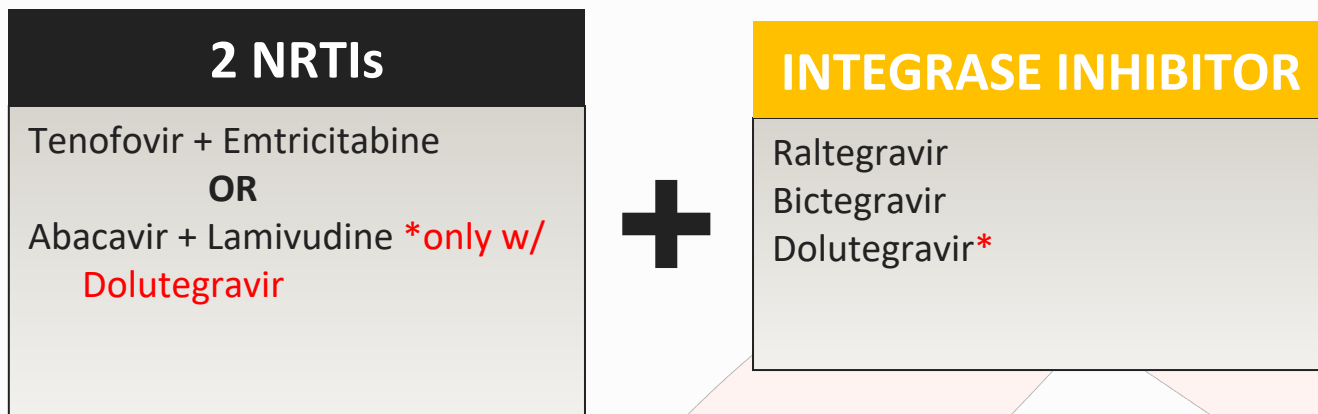 2 NRTIs
Tenofovir + Emtricitabine
OR
Abacavir + Lamivudine *only w/
Dolutegravir
+
INTEGRASE INHIBITOR
Raltegravir
Bictegravir
Dolutegravir*